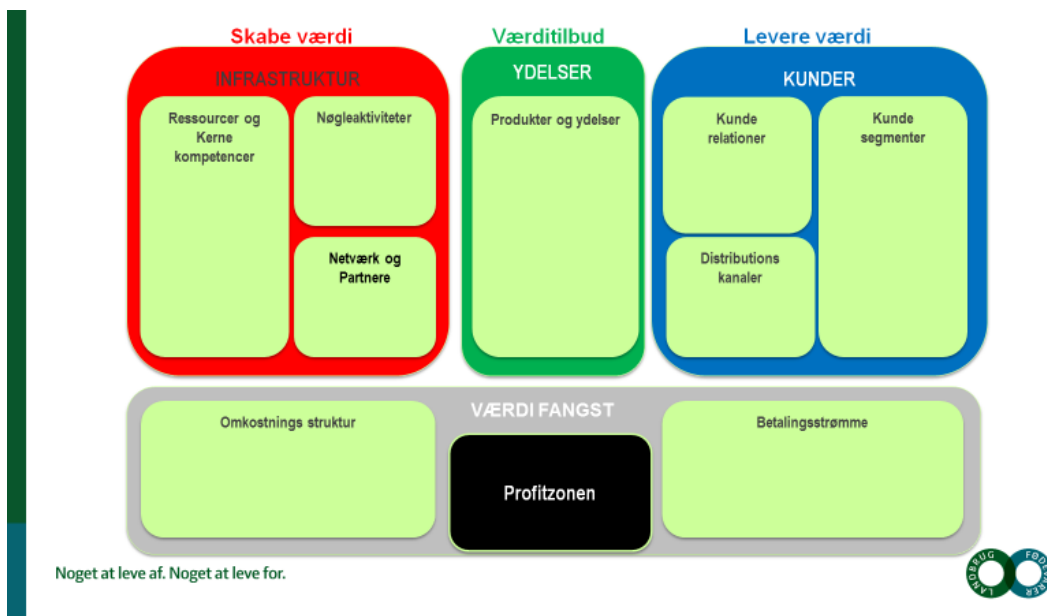 Skabe værdi
Værditilbud
Levere værdi
INFRASTRUKTUR
YDELSER
KUNDER
Ressourcer og
Kerne
kompetencer
Nøgleaktiviteter
Netværk og
Partnere
Produkter og ydelser
Kunde
relationer
Distributions
kanaler
Kunde
segmenter
VÆRDI FANGST
Omkostnings struktur
Profitzonen
Betalingsstrømme
Noget at leve af. Noget at leve for.
LANDBRUG
FØDEVARER